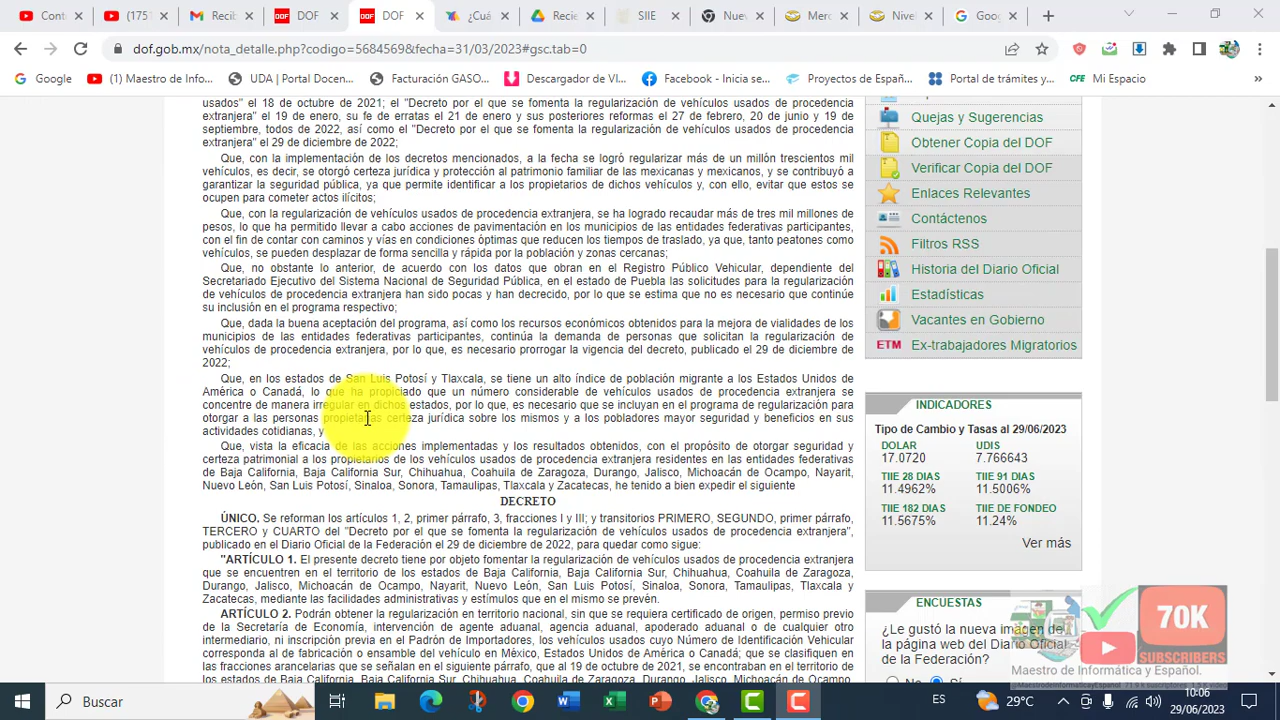 Cont
(175
Recib
DOF
DOF
¿Cuá
Recie
SIIE
Nuev
Merc
Nivel
Goog
dof.gob.mx/nota_detalle.php?codigo=5684569&fecha=31/03/2023#gsc.tab=0
Google
(1) Maestro de Info...
UDA | Portal Docen...
Facturación GASO...
Descargador de VI...
Facebook - Inicia se...
Proyectos de Españ...
Portal de trámites y...
CFE Mi Espacio
usados" el 18 de octubre de 2021; el "Decreto por el que se fomenta la regularización de vehículos usados de procedencia
extranjera" el 19 de enero, su fe de erratas el 21 de enero y sus posteriores reformas el 27 de febrero, 20 de junio y 19 de
septiembre, todos de 2022, así como el "Decreto por el que se fomenta la regularización de vehículos usados de procedencia
extranjera" el 29 de diciembre de 2022;
Que, con la implementación de los decretos mencionados, a la fecha se logró regularizar más de un millón trescientos mil
vehículos, es decir, se otorgó certeza jurídica y protección al patrimonio familiar de las mexicanas y mexicanos, y se contribuyó a
garantizar la seguridad pública, ya que permite identificar a los propietarios de dichos vehículos y, con ello, evitar que estos se
ocupen para cometer actos ilícitos;
Que, con la regularización de vehículos usados de procedencia extranjera, se ha logrado recaudar más de tres mil millones de
pesos, lo que ha permitido llevar a cabo acciones de pavimentación en los municipios de las entidades federativas participantes,
con el fin de contar con caminos y vías en condiciones óptimas que reducen los tiempos de traslado, ya que, tanto peatones como
vehículos, se pueden desplazar de forma sencilla y rápida por la población y zonas cercanas;
Que, no obstante lo anterior, de acuerdo con los datos que obran en el Registro Público Vehicular, dependiente del
Secretariado Ejecutivo del Sistema Nacional de Seguridad Pública, en el estado de Puebla las solicitudes para la regularización
de vehículos de procedencia extranjera han sido pocas y han decrecido, por lo que se estima que no es necesario continúe
su inclusión en el programa respectivo;
Que, dada la buena aceptación del programa, así como los recursos económicos obtenidos para la mejora de vialidades de los
municipios de las entidades federativas participantes, continúa la demanda de personas que solicitan la regularización de
vehículos de procedencia extranjera, por lo que, es necesario prorrogar la vigencia del decreto, publicado el 29 de diciembre de
2022;
Que, en los estados de San Luis Potosí y Tlaxcala, se tiene un alto índice de población migrante a los Estados Unidos de
América o Canadá, lo que ha propiciado que un número considerable de vehículos usados de procedencia extranjera se
concentre de manera irregular en dichos estados, por lo que, es necesario que se incluyan en el programa de regularización para
otorgar a las personas propietarias certeza jurídica sobre los mismos y a los pobladores mayor seguridad y beneficios en sus
actividades cotidianas, y
Que, vista la eficacia de las acciones implementadas y los resultados obtenidos, con el propósito de otorgar seguridad y
certeza patrimonial a los propietarios de los vehículos usados de procedencia extranjera residentes en las entidades federativas
de Baja California, Baja California Sur, Chihuahua, Coahuila de Zaragoza, Durango, Jalisco, Michoacán de Ocampo, Nayarit,
Nuevo León, San Luis Potosí, Sinaloa, Sonora, Tamaulipas, Tlaxcala y Zacatecas, he tenido a bien expedir el siguiente
DECRETO
ÚNICO. Se reforman los artículos 1, 2, primer párrafo, 3, fracciones I y III; y transitorios PRIMERO, SEGUNDO, primer párrafo,
TERCERO y CUARTO del "Decreto por el que se fomenta la regularización de vehículos usados de procedencia extranjera",
publicado en el Diario Oficial de la Federación el 29 de diciembre de 2022, para quedar como sigue:
"ARTÍCULO 1. El presente decreto tiene por objeto fomentar la regularización de vehículos usados de procedencia extranjera
que se encuentren en el territorio de los estados de Baja California, Baja California Sur, Chihuahua, Coahuila de Zaragoza,
Durango, Jalisco, Michoacán de Ocampo, Nayarit, Nuevo León, San Luis Potosí, Sinaloa, Sonora, Tamaulipas, Tlaxcala y
Zacatecas, mediante las facilidades administrativas y estímulos que en el mismo se prevén.
ARTÍCULO 2. Podrán obtener la regularización en territorio nacional, sin que se requiera certificado de origen, permiso previo
de la Secretaría de Economía, intervención de agente aduanal, agencia aduanal, apoderado aduanal o de cualquier otro
intermediario, ni inscripción previa en el Padrón de Importadores, los vehículos usados cuyo Número de Identificación Vehicular
corresponda al de fabricación o ensamble del vehículo en México, Estados Unidos de América o Canadá; que se clasifiquen en
las fracciones arancelarias que se señalan en el siguiente párrafo, que al 19 de octubre de 2021, se encontraban en el territorio de
los estados de Baja California, Baja California Sur, Chihuahua, Coahuila de Zaragoza, Durango, Jalisco, Michoacán de Ocampo,
Quejas y Sugerencias
Obtener Copia del DOF
Verificar Copia del DOF
Enlaces Relevantes
Contáctenos
Filtros RSS
Historia del Diario Oficial
Estadísticas
Vacantes en Gobierno
ETM Ex-trabajadores Migratorios
INDICADORES
Tipo de Cambio y Tasas al 29/06/2023
DOLAR UDIS
17.0720 7.766643
TIIE 28 DIAS TIIE 91 DIAS
11.4962% 11.5006%
TIIE 182 DIAS TIIE DE FONDEO
11.5675% 11.24%
Ver más
ENCUESTAS
¿Le gustó la nueva imagen de
la página web del Diario Oficial
de la Federación?
No Sí
70K
SUBSCRIBERS
Maestro de Informática y Español.
Buscar
29°C
ES
10:06
29/06/2023